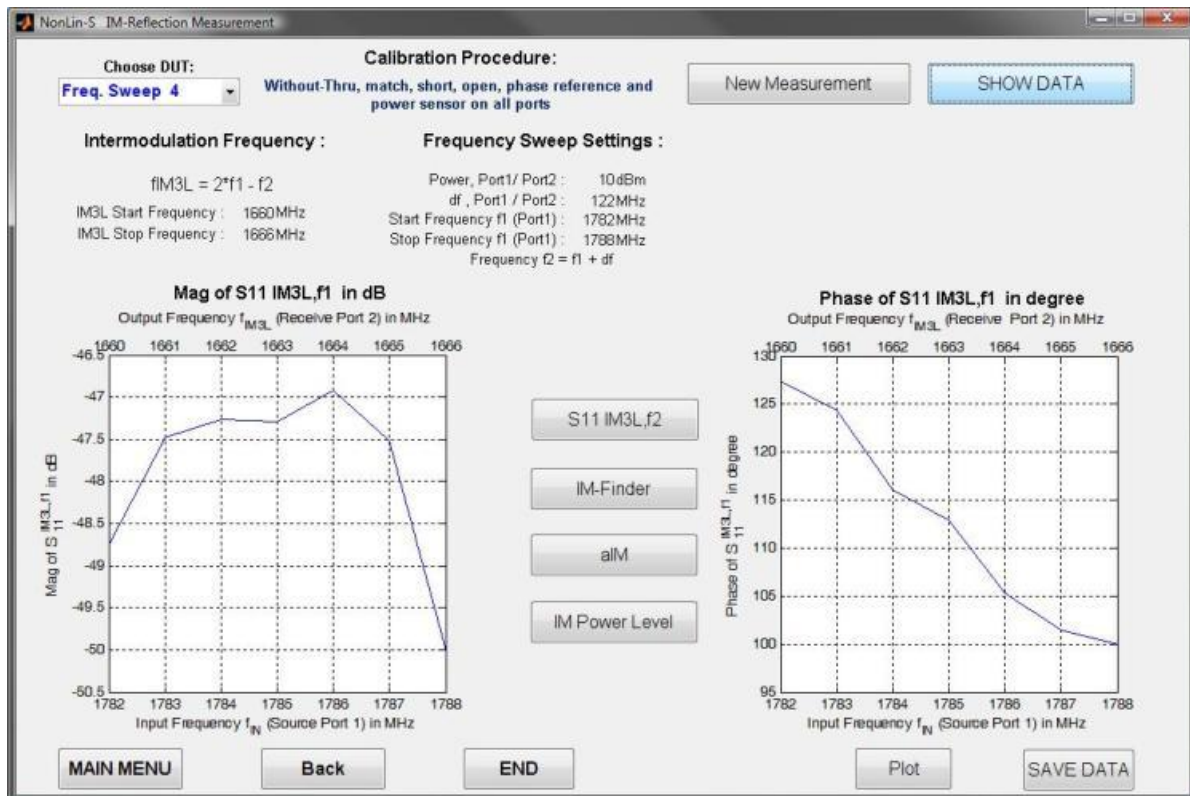 NonLin-S IM-Reflection Measurement
Choose DUT:
Freq. Sweep 4
Calibration Procedure:
Without-Thru, match, short, open, phase reference and
power sensor on all ports
New Measurement
SHOW DATA
Intermodulation Frequency :
fIM3L = 2*f1 - f2
IM3L Start Frequency : 1660MHz
IM3L Stop Frequency : 1666MHz
Frequency Sweep Settings :
Power, Port1/ Port2 : 10dBm
df , Port1 / Port2 : 122MHz
Start Frequency f1 (Port1) : 1782MHz
Stop Frequency f1 (Port1) : 1788MHz
Frequency f2 = f1 + df
Mag of S11 IM3L,f1 in dB
Output Frequency f_IM3L (Receive Port 2) in MHz
1660 1661 1662 1663 1664 1665 1666
-46.5
-47
-47.5
-48
-48.5
-49
-49.5
-50
-50.5
Mag of S_11^IM3L,f1 in dB
1782 1783 1784 1785 1786 1787 1788
Input Frequency f_IN (Source Port 1) in MHz
S11 IM3L,f2
IM-Finder
aIM
IM Power Level
Phase of S11 IM3L,f1 in degree
Output Frequency f_IM3L (Receive Port 2) in MHz
1660 1661 1662 1663 1664 1665 1666
130
125
120
115
110
105
100
95
Phase of S_11^IM3L,f1 in degree
1782 1783 1784 1785 1786 1787 1788
Input Frequency f_IN (Source Port 1) in MHz
MAIN MENU
Back
END
Plot
SAVE DATA